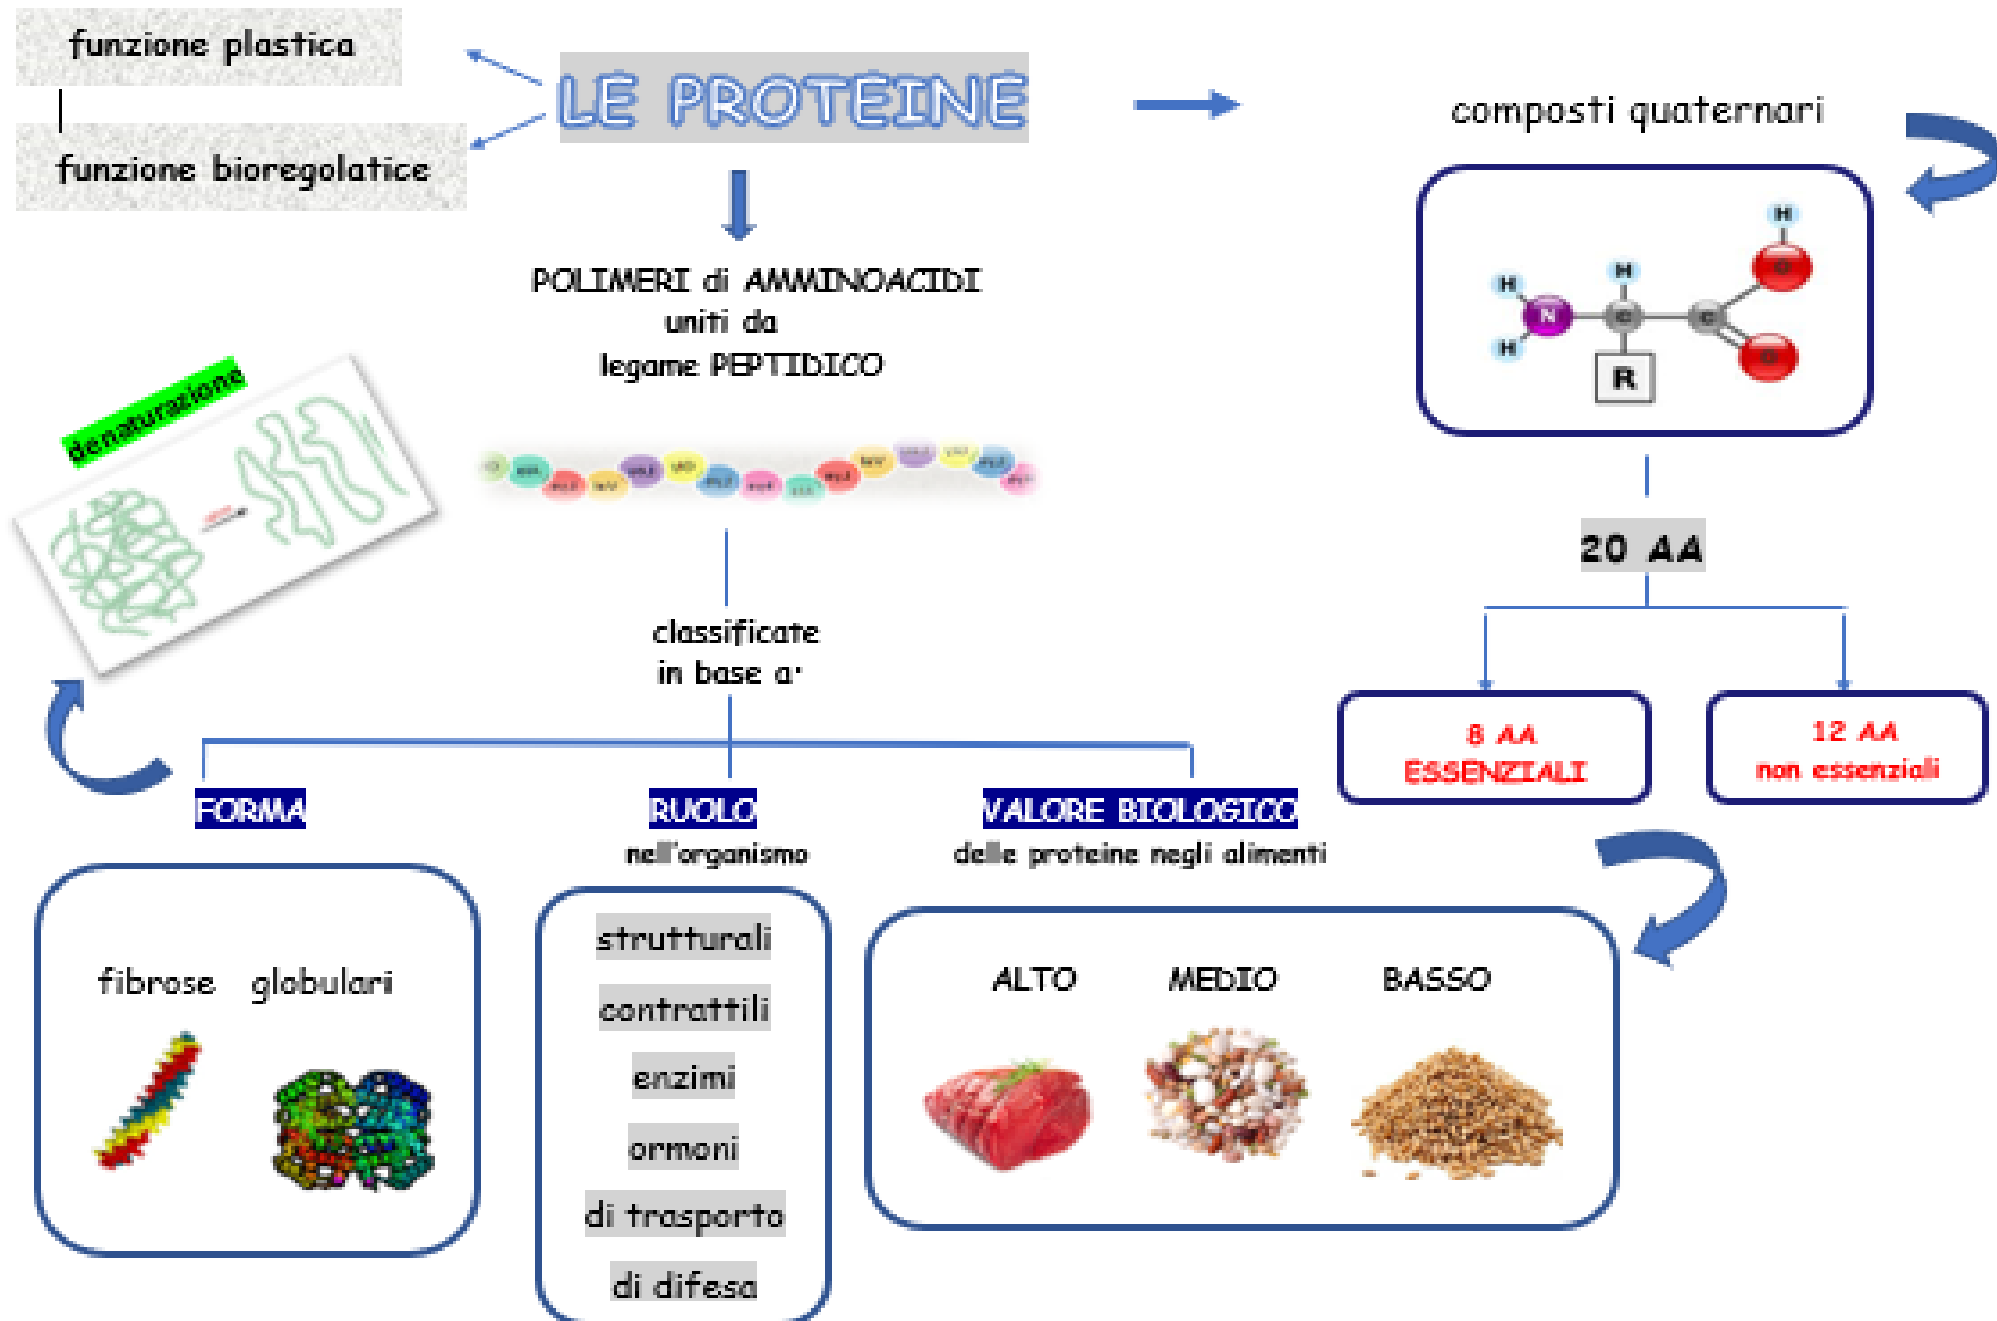 funzione plastica
LE PROTEINE
composti quaternari
funzione bioregolatice
H
H
H
O
N
C
C
H
O
R
POLIMERI di AMMINOACIDI
uniti da
legame PEPTIDICO
denaturazione
20 AA
classificate
in base a:
8 AA
ESSENZIALI
12 AA
non essenziali
FORMA
RUOLO
nell'organismo
VALORE BIOLOGICO
delle proteine negli alimenti
fibrose globulari
strutturali
contrattili
enzimi
ormoni
di trasporto
di difesa
ALTO MEDIO BASSO